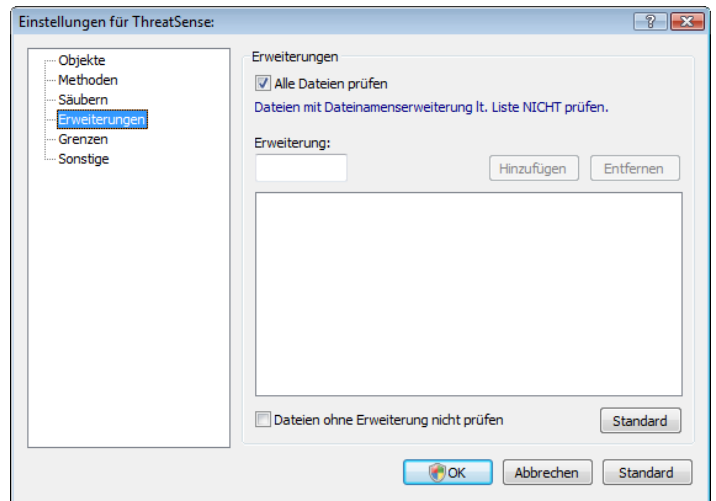 Einstellungen für ThreatSense:
Objekte
Methoden
Säubern
Erweiterungen
Grenzen
Sonstige
Erweiterungen
Alle Dateien prüfen
Dateien mit Dateinamenserweiterung lt. Liste NICHT prüfen.
Erweiterung:
Hinzufügen
Entfernen
Dateien ohne Erweiterung nicht prüfen
Standard
OK
Abbrechen
Standard